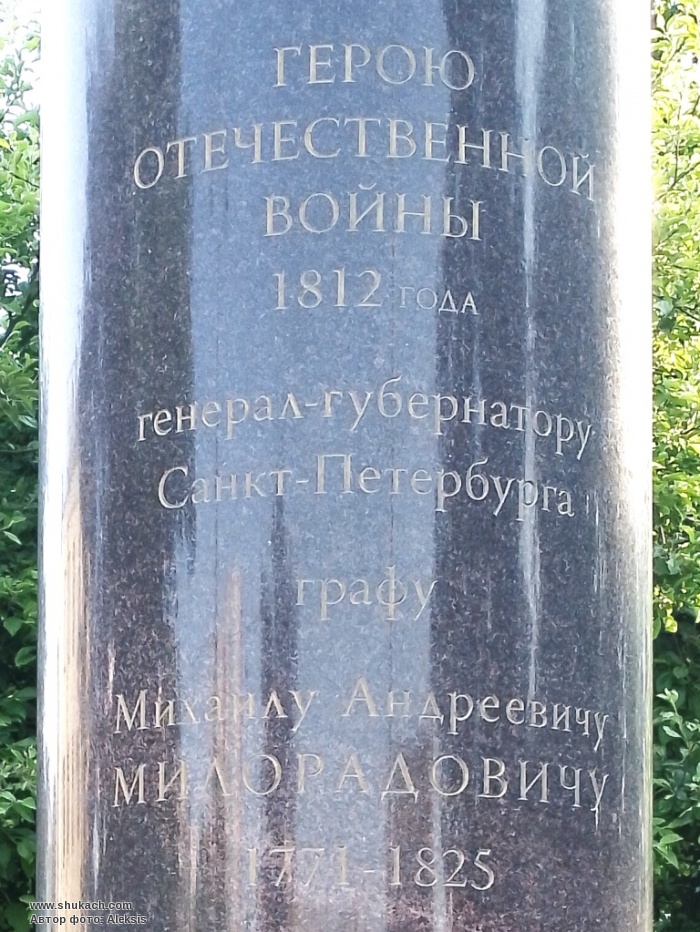 ГЕРОЮ
ОТЕЧЕСТВЕННОЙ
ВОЙНЫ
1812 ГОДА
генерал-губернатору
Санкт-Петербурга
графу
Михаилу Андреевичу
МИЛОРАДОВИЧУ
1771-1825
www.shukach.com
Автор фото: Aleksis